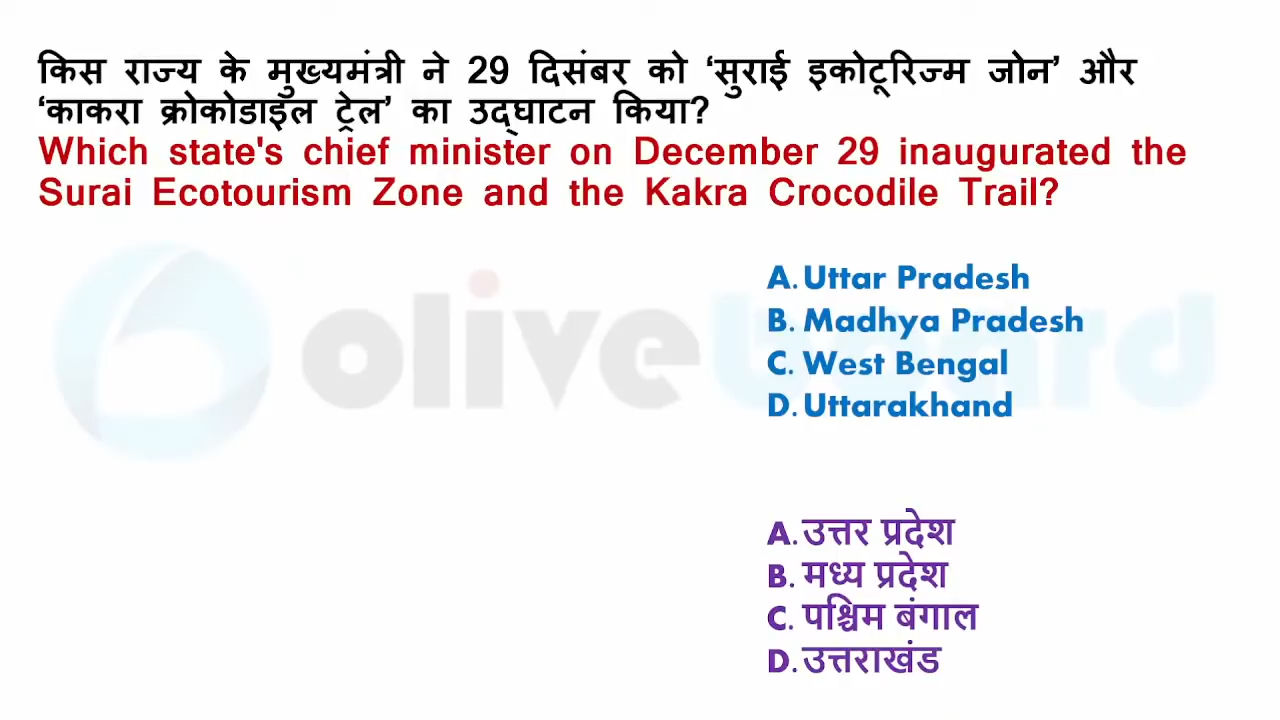 किस राज्य के मुख्यमंत्री ने 29 दिसंबर को ‘सुराई इकोटूरिज्म जोन’ और
‘काकरा क्रोकोडाइल ट्रेल’ का उद्घाटन किया?
Which state's chief minister on December 29 inaugurated the
Surai Ecotourism Zone and the Kakra Crocodile Trail?
oliveboard
A. Uttar Pradesh
B. Madhya Pradesh
C. West Bengal
D. Uttarakhand
A. उत्तर प्रदेश
B. मध्य प्रदेश
C. पश्चिम बंगाल
D. उत्तराखंड